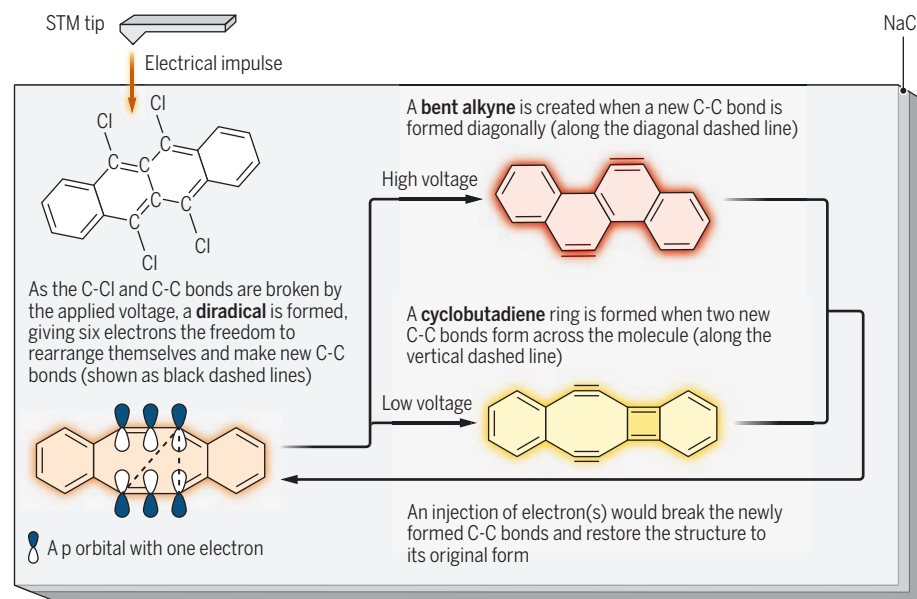 STM tip
NaC
Electrical impulse
Cl
Cl
C
C
C
C
C
C
Cl
Cl
As the C-Cl and C-C bonds are broken by
the applied voltage, a diradical is formed,
giving six electrons the freedom to
rearrange themselves and make new C-C
bonds (shown as black dashed lines)
A p orbital with one electron
A bent alkyne is created when a new C-C bond is
formed diagonally (along the diagonal dashed line)
High voltage
A cyclobutadiene ring is formed when two new
C-C bonds form across the molecule (along the
vertical dashed line)
Low voltage
An injection of electron(s) would break the newly
formed C-C bonds and restore the structure to
its original form